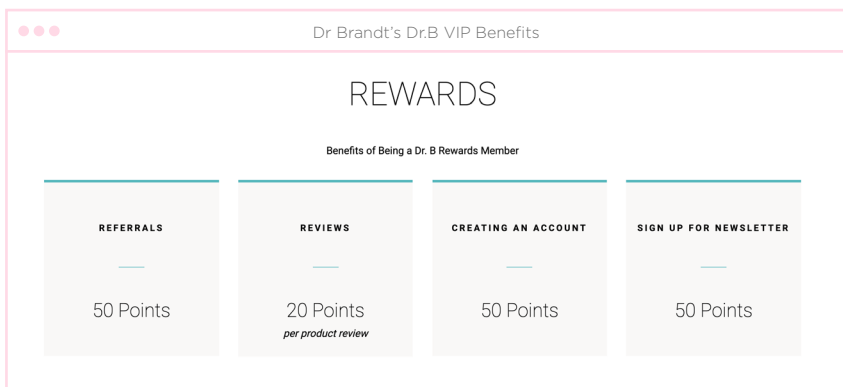 Dr Brandt's Dr.B VIP Benefits
REWARDS
Benefits of Being a Dr. B Rewards Member
REFERRALS
50 Points
REVIEWS
20 Points
per product review
CREATING AN ACCOUNT
50 Points
SIGN UP FOR NEWSLETTER
50 Points